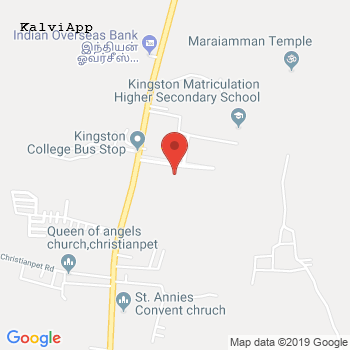 KalviApp
Indian Overseas Bank
இந்தியன்
ஓவர்சீஸ்...
Maraiamman Temple
Kingston Matriculation
Higher Secondary School
Kingston
College Bus Stop
Queen of angels
church,christianpet
Christianpet Rd
St. Annies
Convent chruch
Google
Map data ©2019 Google